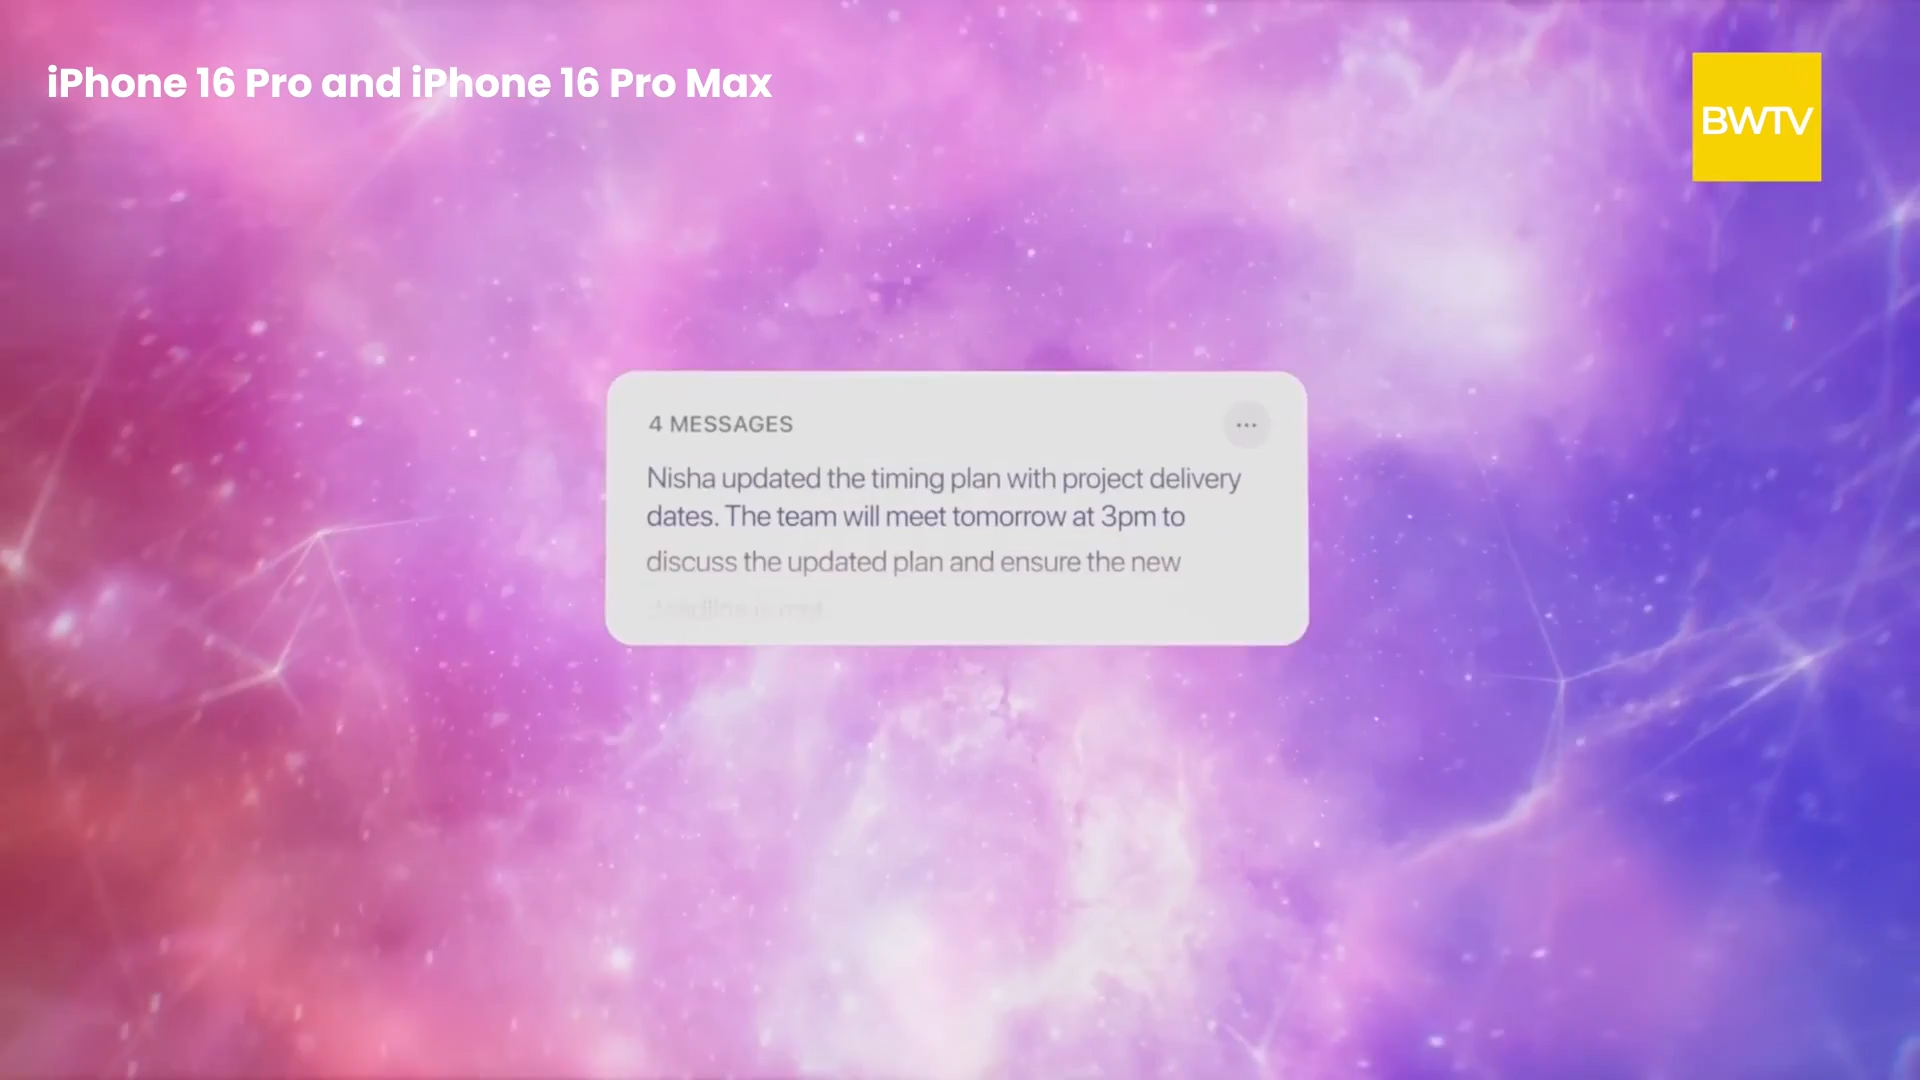 iPhone 16 Pro and iPhone 16 Pro Max
BWTV
4 MESSAGES
Nisha updated the timing plan with project delivery
dates. The team will meet tomorrow at 3pm to
discuss the updated plan and ensure the new